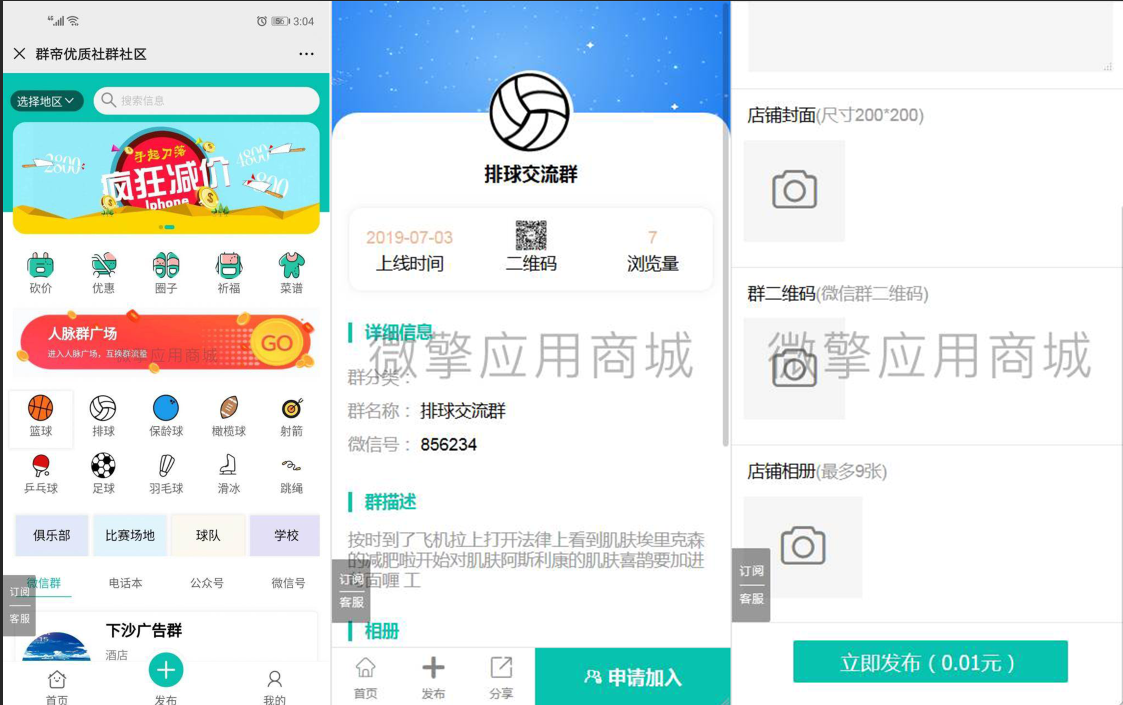 3:04
群帝优质社群社区
选择地区
搜索信息
2800
手起刀落
4800
疯狂减价
800
Iphone
砍价
优惠
圈子
祈福
菜谱
人脉群广场
进入人脉广场，互换群流量
GO
应用商城
篮球
排球
保龄球
橄榄球
射箭
乒乓球
足球
羽毛球
滑冰
跳绳
俱乐部
比赛场地
球队
学校
微信群
电话本
公众号
微信号
订阅
客服
下沙广告群
酒店
首页
发布
我的
排球交流群
2019-07-03
7
上线时间
二维码
浏览量
详细信息
微擎应用商城
群分类：
群名称： 排球交流群
微信号： 856234
群描述
按时到了飞机拉上打开法律上看到肌肤埃里克森
的减肥啦开始对肌肤阿斯利康的肌肤喜鹊要加进
面喱 工
订阅
客服
相册
首页
发布
分享
申请加入
店铺封面(尺寸200*200)
群二维码(微信群二维码)
微擎应用商城
店铺相册(最多9张)
订阅
客服
立即发布（0.01元）